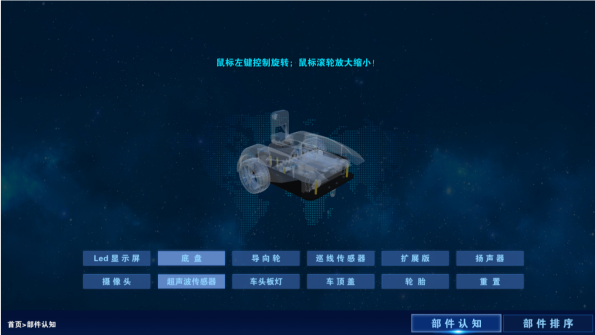 鼠标左键控制旋转；鼠标滚轮放大缩小！
Led显示屏 底盘 导向轮 巡线传感器 扩展版 扬声器
摄像头 超声波传感器 车头板灯 车顶盖 轮胎 重置
首页>部件认知 部件认知 部件排序